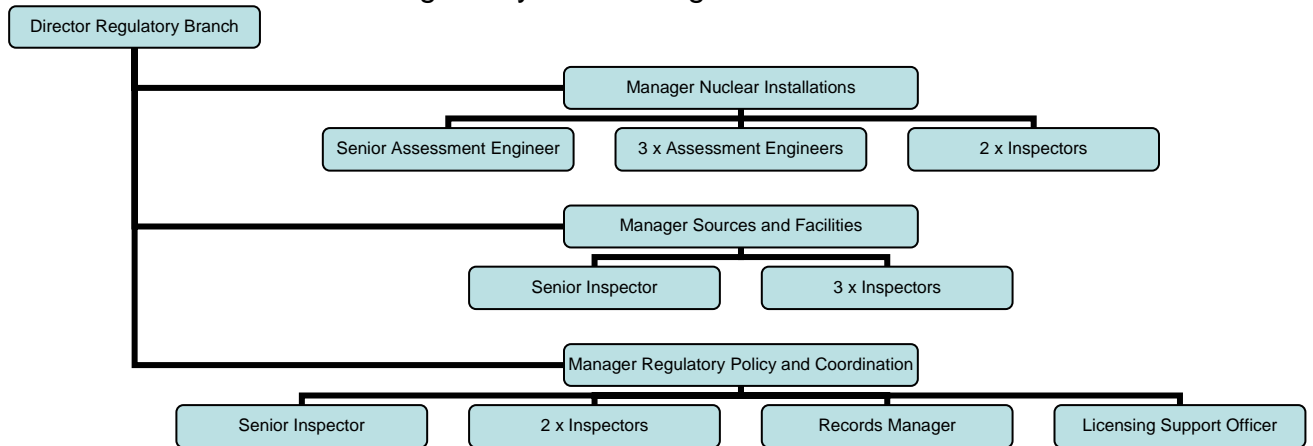 Director Regulatory Branch
Manager Nuclear Installations
Senior Assessment Engineer
3 x Assessment Engineers
2 x Inspectors
Manager Sources and Facilities
Senior Inspector
3 x Inspectors
Manager Regulatory Policy and Coordination
Senior Inspector
2 x Inspectors
Records Manager
Licensing Support Officer